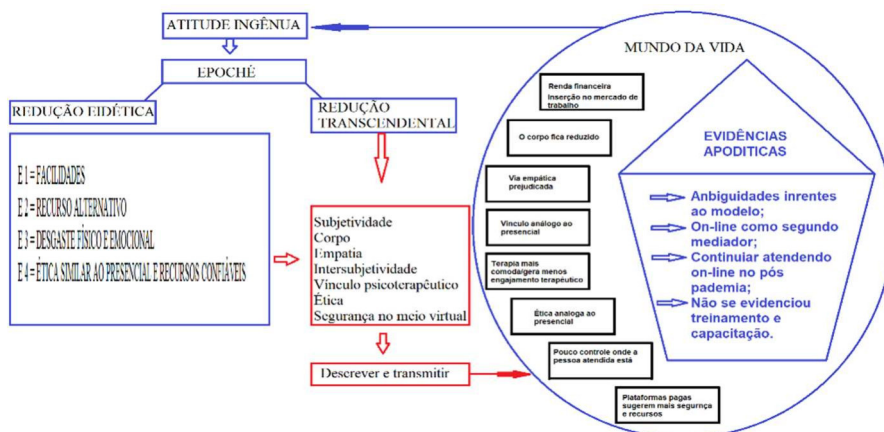 ATITUDE INGÊNUA
EPOCHÉ
REDUÇÃO EIDÉTICA
REDUÇÃO
TRANSCENDENTAL
E 1 = FACILIDADES
E 2 = RECURSO ALTERNATIVO
E 3 = DESGASTE FÍSICO E EMOCIONAL
E 4 = ÉTICA SIMILAR AO PRESENCIAL E RECURSOS CONFIÁVEIS
Subjetividade
Corpo
Empatia
Intersubjetividade
Vínculo psicoterapêutico
Ética
Segurança no meio virtual
Descrever e transmitir
MUNDO DA VIDA
Renda financeira
Inserção no mercado de
trabalho
O corpo fica reduzido
Via empática
prejudicada
Vínculo análogo ao
presencial
Terapia mais
comoda/gera menos
engajamento terapêutico
Ética analoga ao
presencial
Pouco controle onde a
pessoa atendida está
Plataformas pagas
sugerem mais segurnça
e recursos
EVIDÊNCIAS
APODITICAS
Anbiguidades inrentes
ao modelo;
On-line como segundo
mediador;
Continuiar atendendo
on-line no pós
pademia;
Não se evidenciou
treinamento e
capacitação.